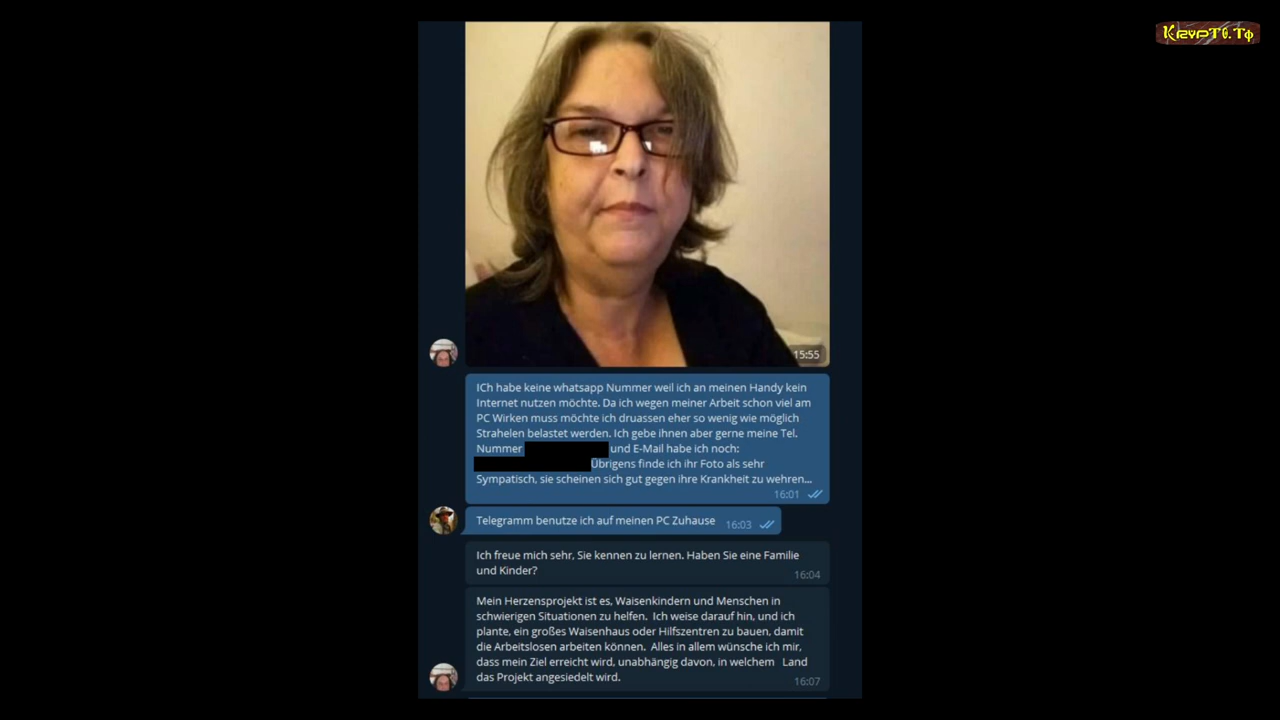 KrypT0.Tφ
15:55
ICh habe keine whatsapp Nummer weil ich an meinen Handy kein
Internet nutzen möchte. Da ich wegen meiner Arbeit schon viel am
PC Wirken muss möchte ich druassen eher so wenig wie möglich
Strahelen belastet werden. Ich gebe ihnen aber gerne meine Tel.
Nummer und E-Mail habe ich noch:
Übrigens finde ich ihr Foto als sehr
Sympatisch, sie scheinen sich gut gegen ihre Krankheit zu wehren...
16:01
Telegramm benutze ich auf meinen PC Zuhause 16:03
Ich freue mich sehr, Sie kennen zu lernen. Haben Sie eine Familie
und Kinder?
16:04
Mein Herzensprojekt ist es, Waisenkindern und Menschen in
schwierigen Situationen zu helfen. Ich weise darauf hin, und ich
plante, ein großes Waisenhaus oder Hilfszentren zu bauen, damit
die Arbeitslosen arbeiten können. Alles in allem wünsche ich mir,
dass mein Ziel erreicht wird, unabhängig davon, in welchem Land
das Projekt angesiedelt wird.
16:07